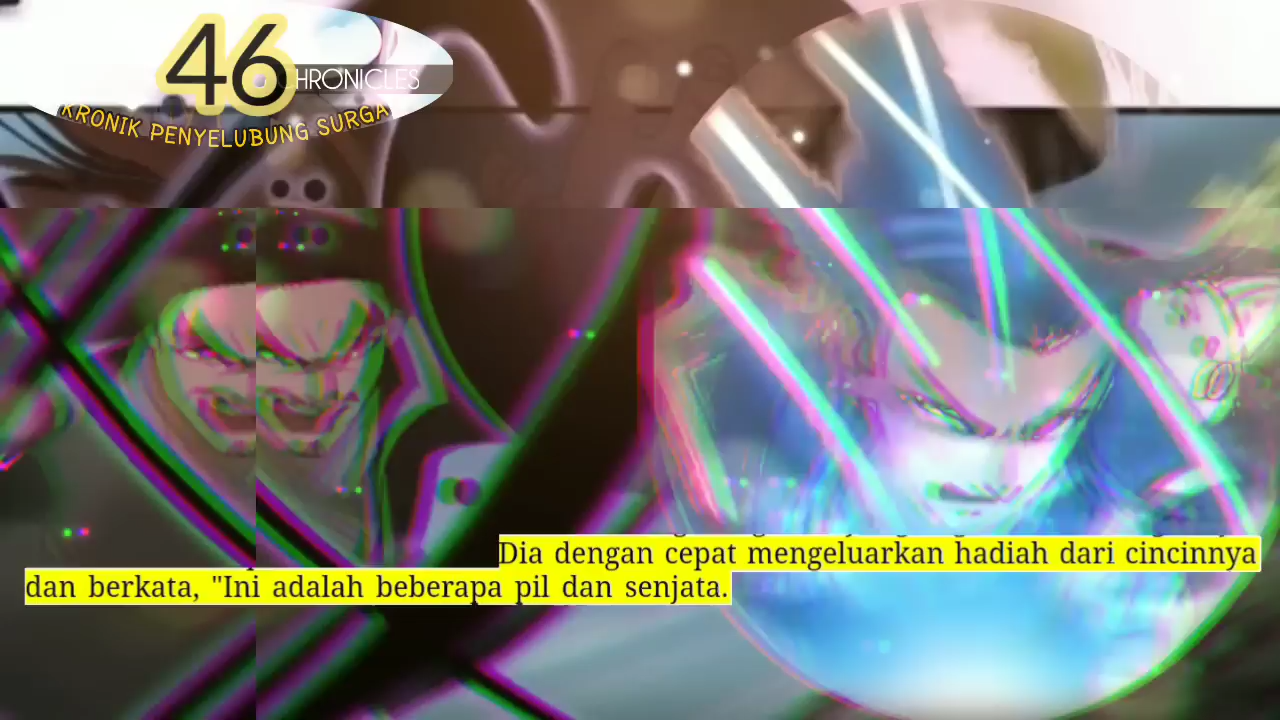 46
CHRONICLES
KRONIK PENYELUBUNG SURGA
Dia dengan cepat mengeluarkan hadiah dari cincinnya
dan berkata, "Ini adalah beberapa pil dan senjata.